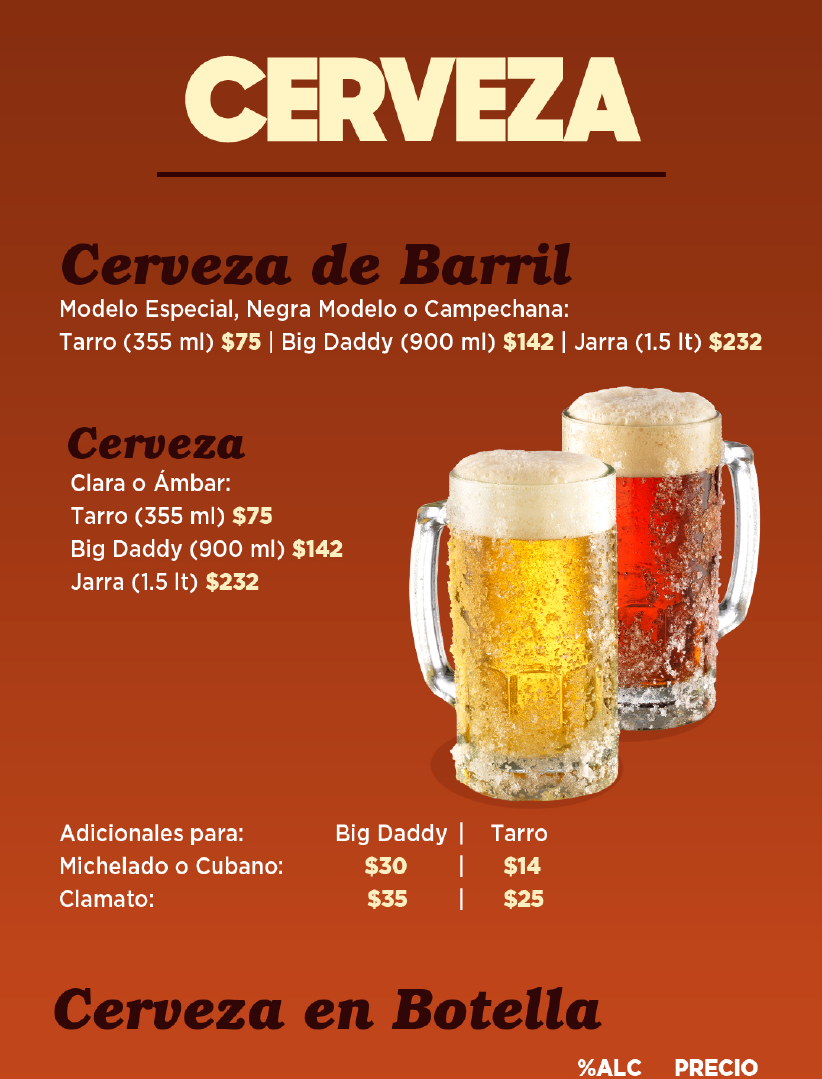 CERVEZA
Cerveza de Barril
Modelo Especial, Negra Modelo o Campechana:
Tarro (355 ml) $75 | Big Daddy (900 ml) $142 | Jarra (1.5 lt) $232
Cerveza
Clara o Ámbar:
Tarro (355 ml) $75
Big Daddy (900 ml) $142
Jarra (1.5 lt) $232
Adicionales para: Big Daddy | Tarro
Michelado o Cubano: $30 | $14
Clamato: $35 | $25
Cerveza en Botella
%ALC PRECIO